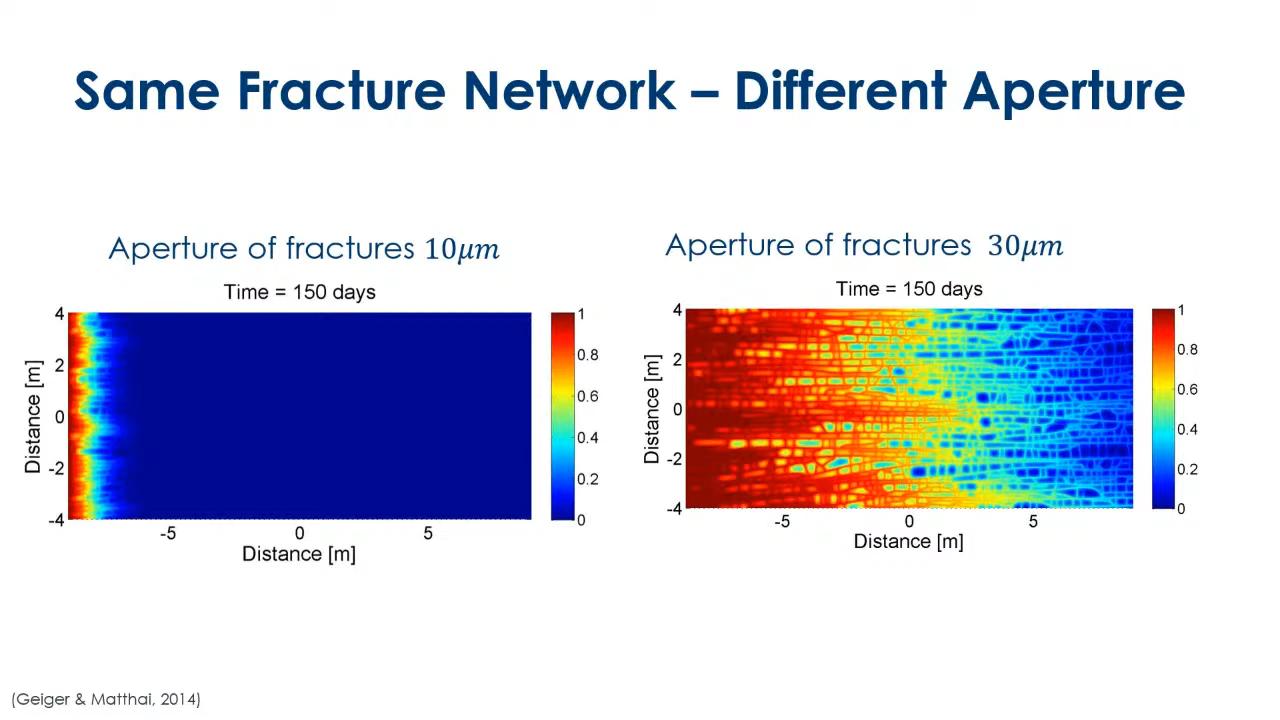 Same Fracture Network – Different Aperture
Aperture of fractures 10μm
Time = 150 days
4
2
0
-2
-4
Distance [m]
-5
0
5
Distance [m]
1
0.8
0.6
0.4
0.2
0
Aperture of fractures 30μm
Time = 150 days
4
2
0
-2
-4
Distance [m]
-5
0
5
Distance [m]
1
0.8
0.6
0.4
0.2
0
(Geiger & Matthai, 2014)